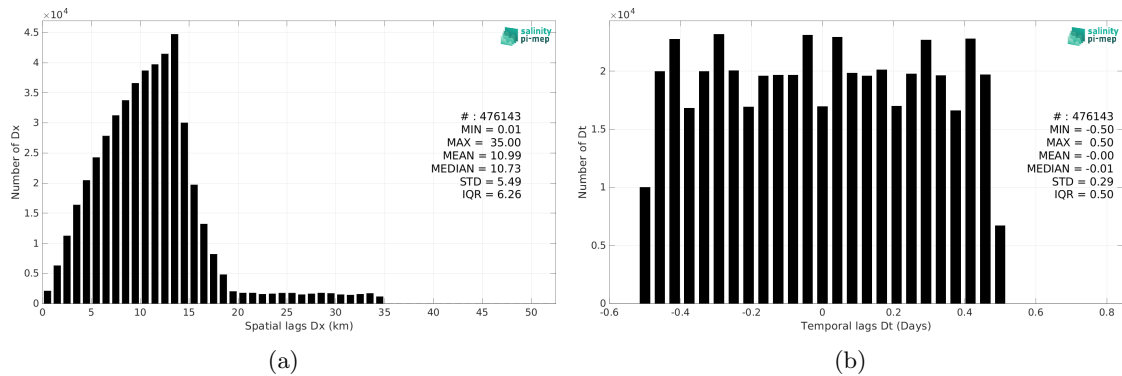 ×10⁴
4.5
4
3.5
3
2.5
2
1.5
1
0.5
0
Number of Dx
salinity
pi-mep
# : 476143
MIN = 0.01
MAX = 35.00
MEAN = 10.99
MEDIAN = 10.73
STD = 5.49
IQR = 6.26
0 5 10 15 20 25 30 35 40 45 50
Spatial lags Dx (km)
(a)
×10⁴
2
1.5
1
0.5
0
Number of Dt
salinity
pi-mep
# : 476143
MIN = -0.50
MAX = 0.50
MEAN = -0.00
MEDIAN = -0.01
STD = 0.29
IQR = 0.50
-0.6 -0.4 -0.2 0 0.2 0.4 0.6 0.8
Temporal lags Dt (Days)
(b)